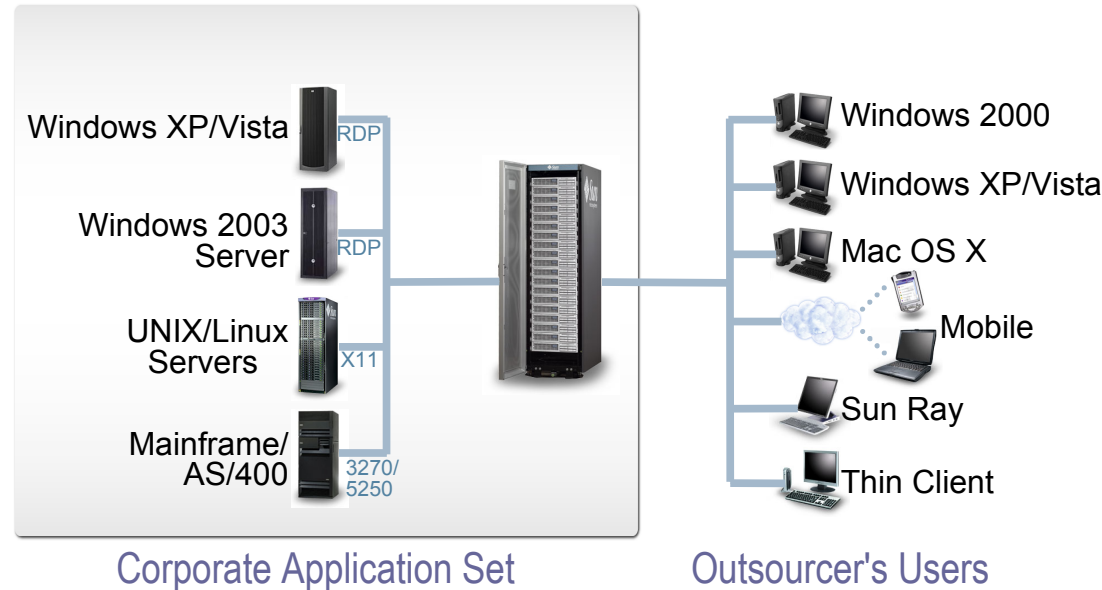 Windows XP/Vista
RDP
Windows 2003
Server
RDP
UNIX/Linux
Servers
X11
Mainframe/
AS/400
3270/
5250
Sun
Windows 2000
Windows XP/Vista
Mac OS X
Mobile
Sun Ray
Thin Client
Corporate Application Set
Outsourcer's Users